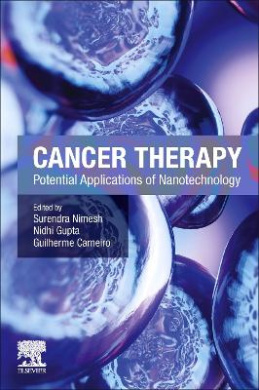 CANCER THERAPY
Potential Applications of Nanotechnology
Edited by
Surendra Nimesh
Nidhi Gupta
Guilherme Carneiro
ELSEVIER